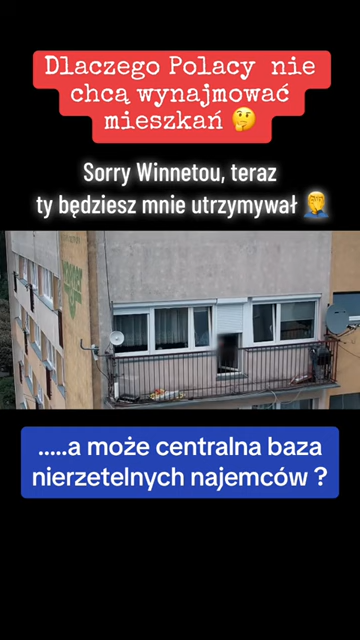 Dlaczego Polacy nie
chcą wynajmować
mieszkań 🤔
Sorry Winnetou, teraz
ty będziesz mnie utrzymywał 🤦‍♂️
.....a może centralna baza
nierzetelnych najemców ?